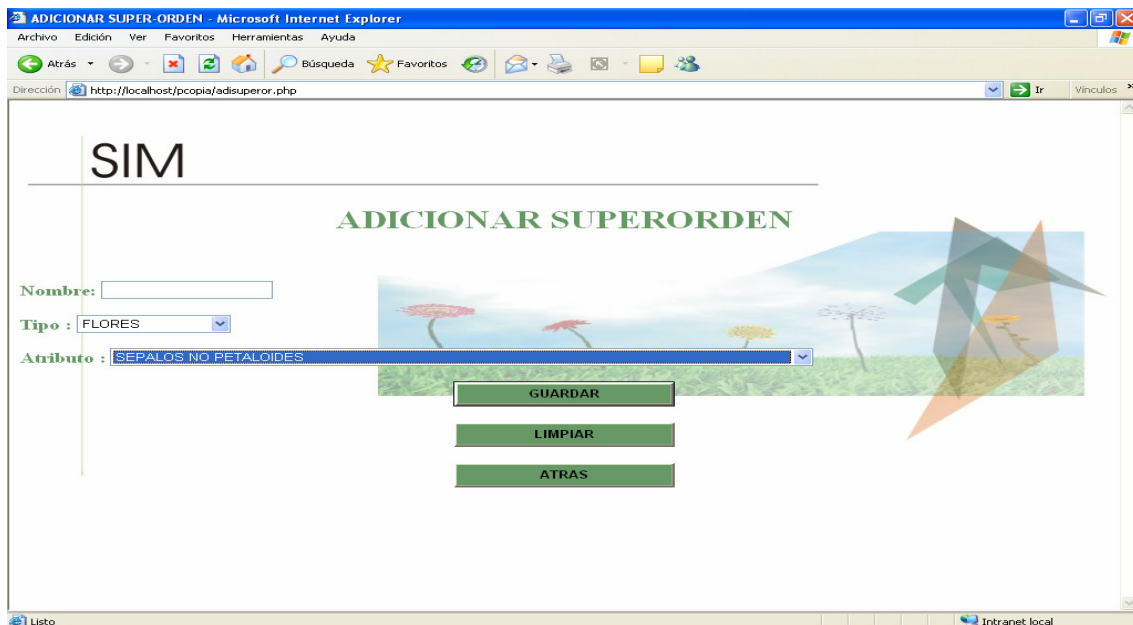 ADICIONAR SUPER-ORDEN - Microsoft Internet Explorer
Archivo Edición Ver Favoritos Herramientas Ayuda
Atrás Búsqueda Favoritos
Dirección http://localhost/pcopia/adisuperor.php Ir Vínculos »
SIM
ADICIONAR SUPERORDEN
Nombre:
Tipo : FLORES
Atributo : SEPALOS NO PETALOIDES
GUARDAR
LIMPIAR
ATRAS
Listo Intranet local